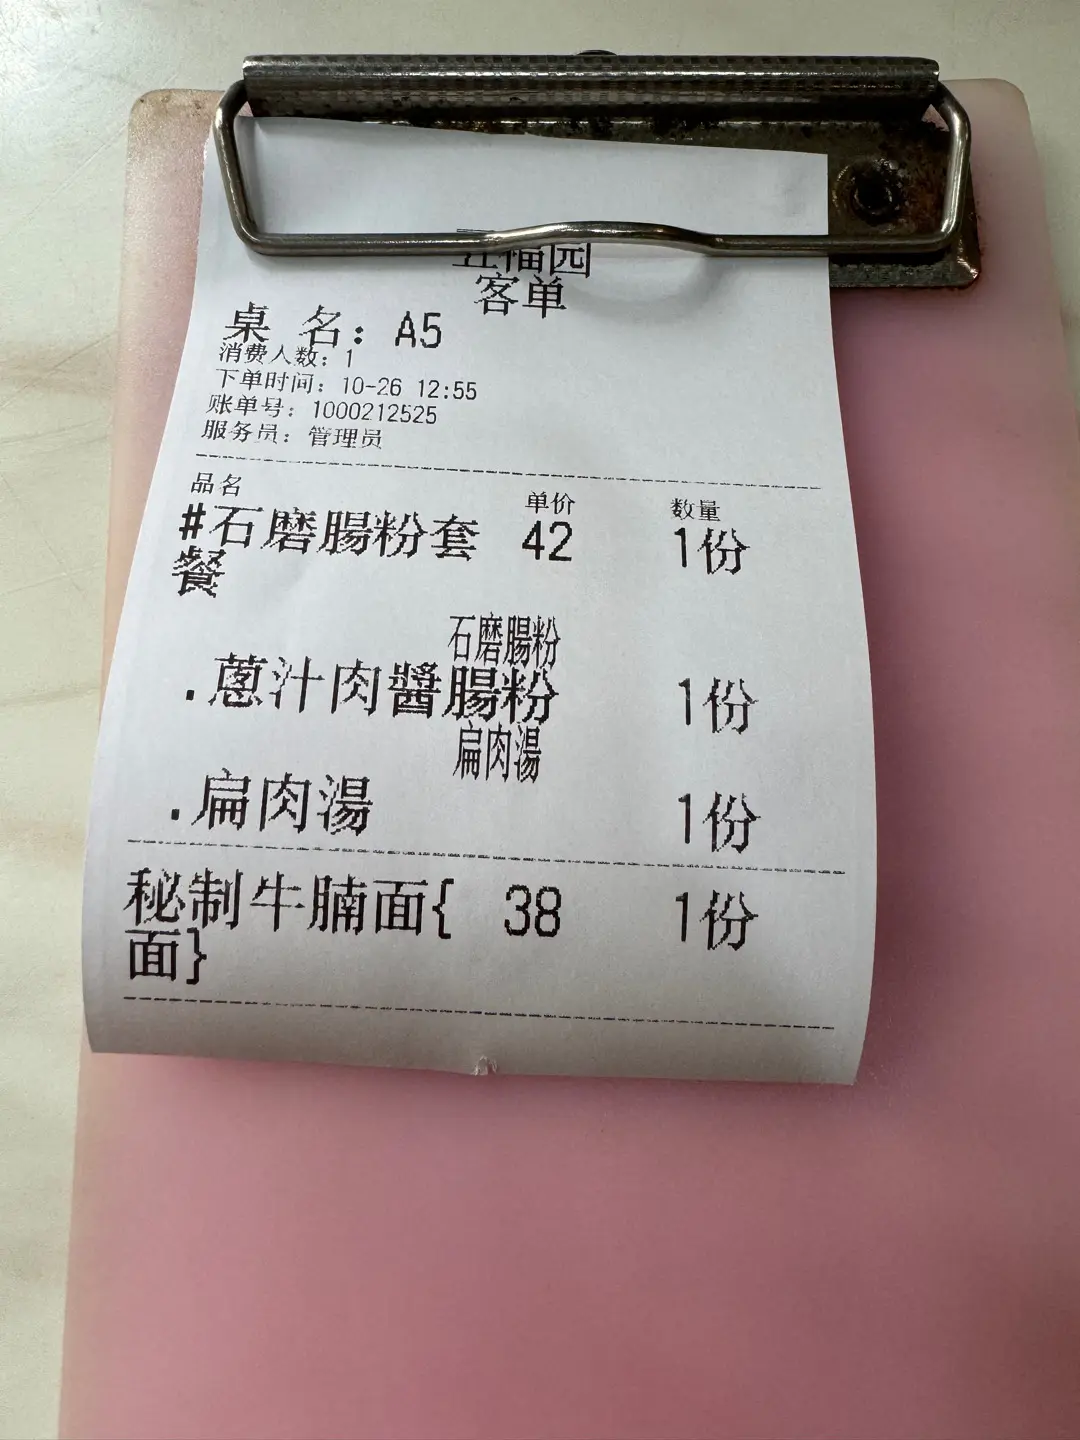 福园
客单
桌 名：A5
消费人数：1
下单时间：10-26 12:55
账单号：1000212525
服务员：管理员
品名 单价 数量
#石磨腸粉套 42 1份
餐
石磨腸粉
.蔥汁肉醬腸粉 1份
扁肉湯
.扁肉湯 1份
秘制牛腩面{ 38 1份
面}